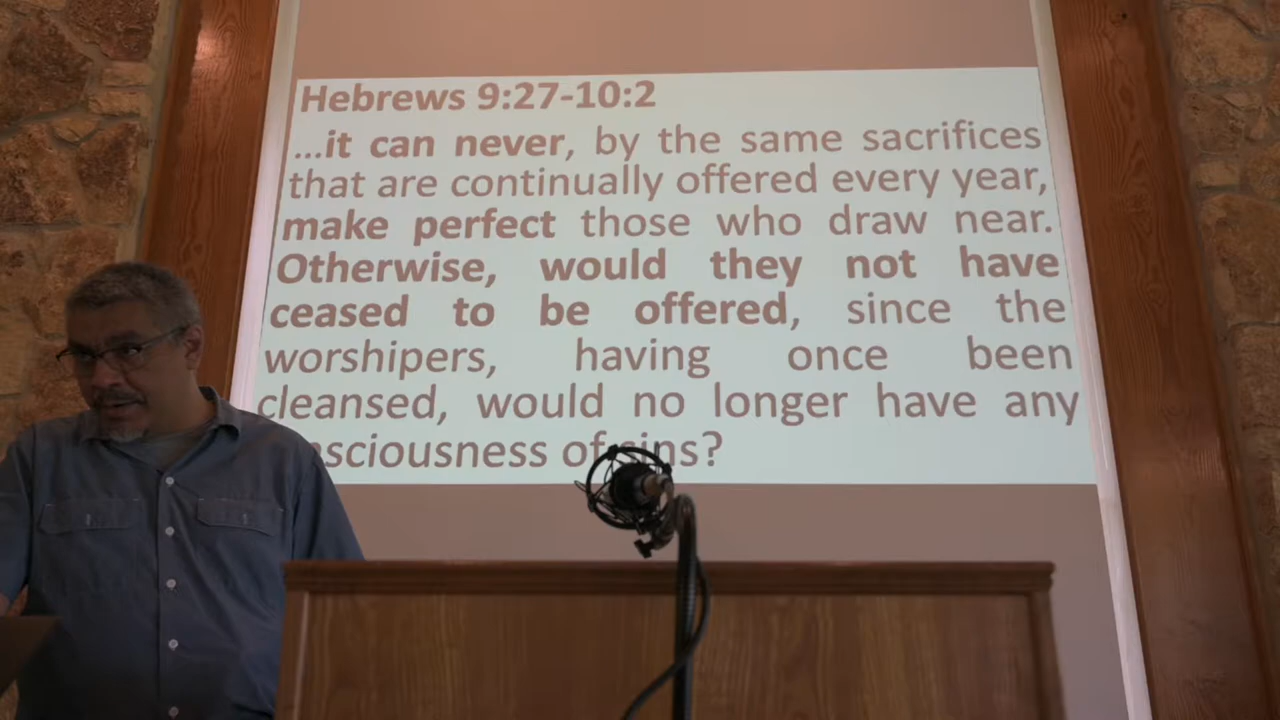 Hebrews 9:27-10:2
...it can never, by the same sacrifices
that are continually offered every year,
make perfect those who draw near.
Otherwise, would they not have
ceased to be offered, since the
worshipers, having once been
cleansed, would no longer have any
nsciousness of sins?